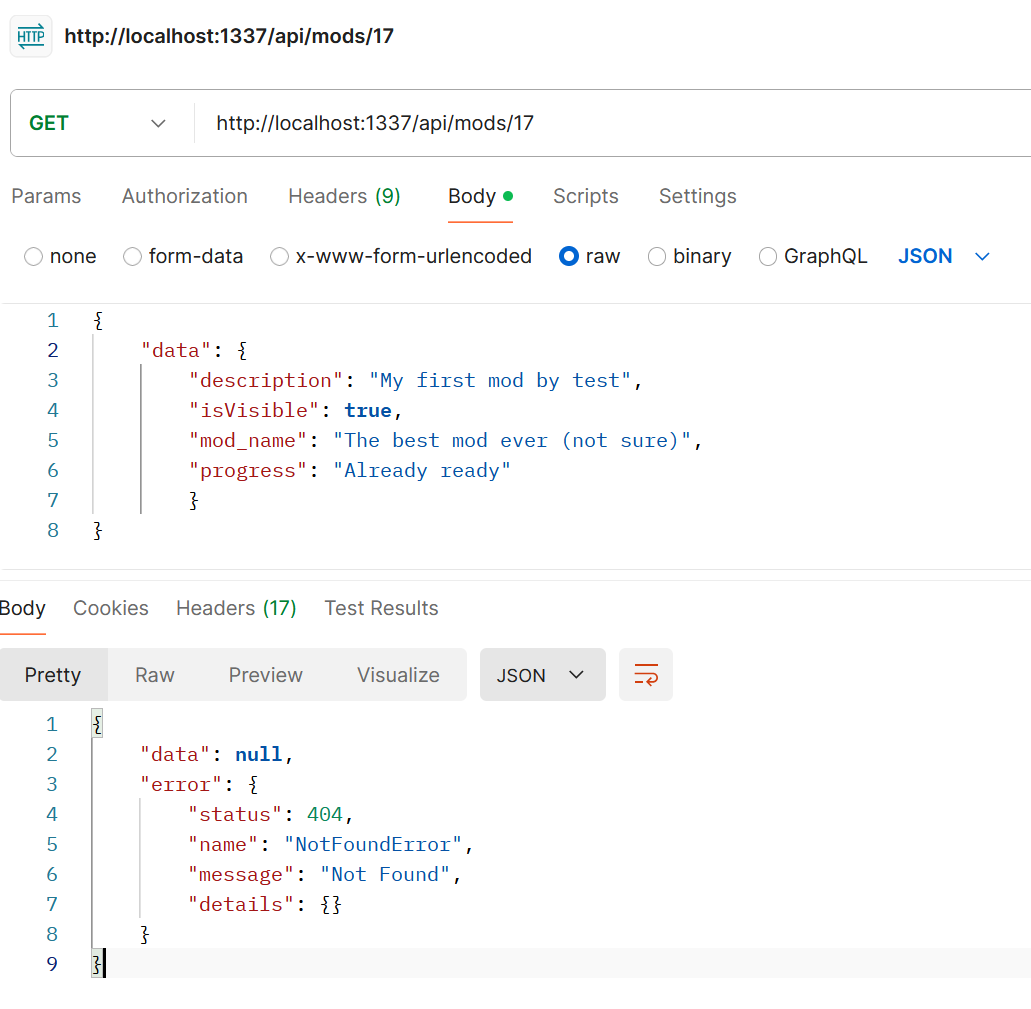 HTTP http://localhost:1337/api/mods/17
GET http://localhost:1337/api/mods/17
Params Authorization Headers (9) Body Scripts Settings
none form-data x-www-form-urlencoded raw binary GraphQL JSON
1 {
2 "data": {
3 "description": "My first mod by test",
4 "isVisible": true,
5 "mod_name": "The best mod ever (not sure)",
6 "progress": "Already ready"
7 }
8 }
Body Cookies Headers (17) Test Results
Pretty Raw Preview Visualize JSON
1 {
2 "data": null,
3 "error": {
4 "status": 404,
5 "name": "NotFoundError",
6 "message": "Not Found",
7 "details": {}
8 }
9 }